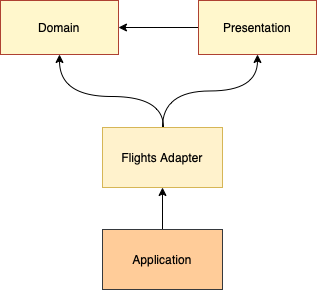 Domain
Presentation
Flights Adapter
Application